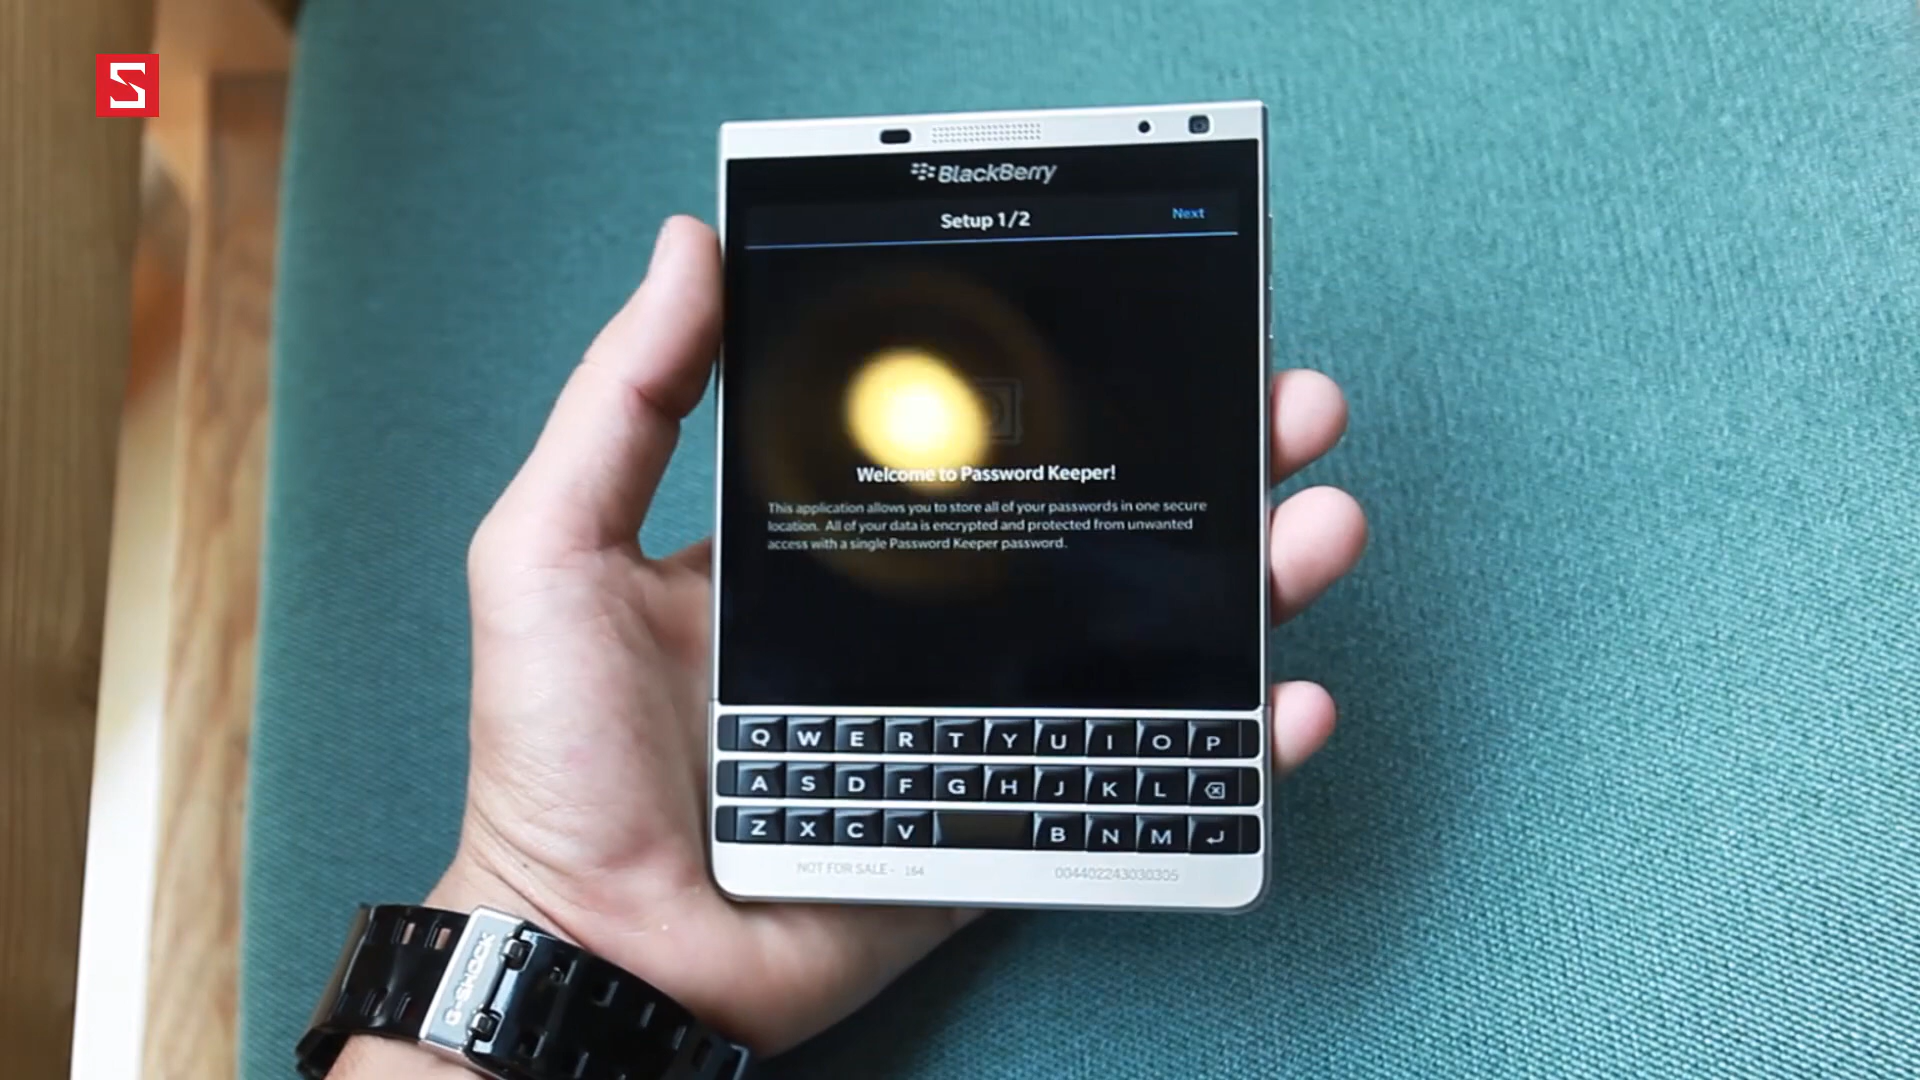 S
BlackBerry
Setup 1/2
Next
Welcome to Password Keeper!
This application allows you to store all of your passwords in one secure
location. All of your data is encrypted and protected from unwanted
access with a single Password Keeper password.
Q W E R T Y U I O P
A S D F G H J K L
Z X C V B N M
NOT FOR SALE - 164
004402243030305
G-SHOCK